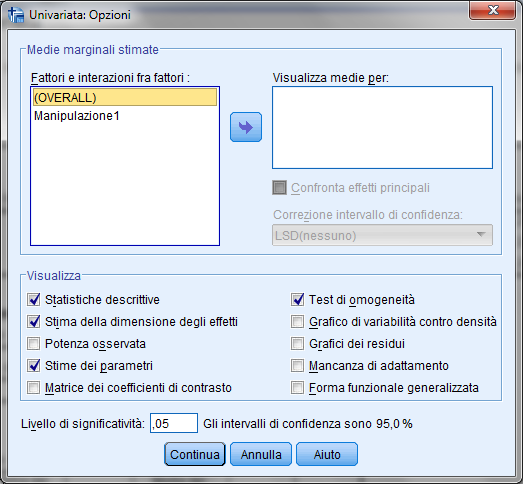 Univariata: Opzioni
Medie marginali stimate
Fattori e interazioni fra fattori :
(OVERALL)
Manipulazione1
Visualizza medie per:
Confronta effetti principali
Correzione intervallo di confidenza:
LSD(nessuno)
Visualizza
Statistiche descrittive
Stima della dimensione degli effetti
Potenza osservata
Stime dei parametri
Matrice dei coefficienti di contrasto
Test di omogeneità
Grafico di variabilità contro densità
Grafici dei residui
Mancanza di adattamento
Forma funzionale generalizzata
Livello di significatività: ,05 Gli intervalli di confidenza sono 95,0 %
Continua Annulla Aiuto